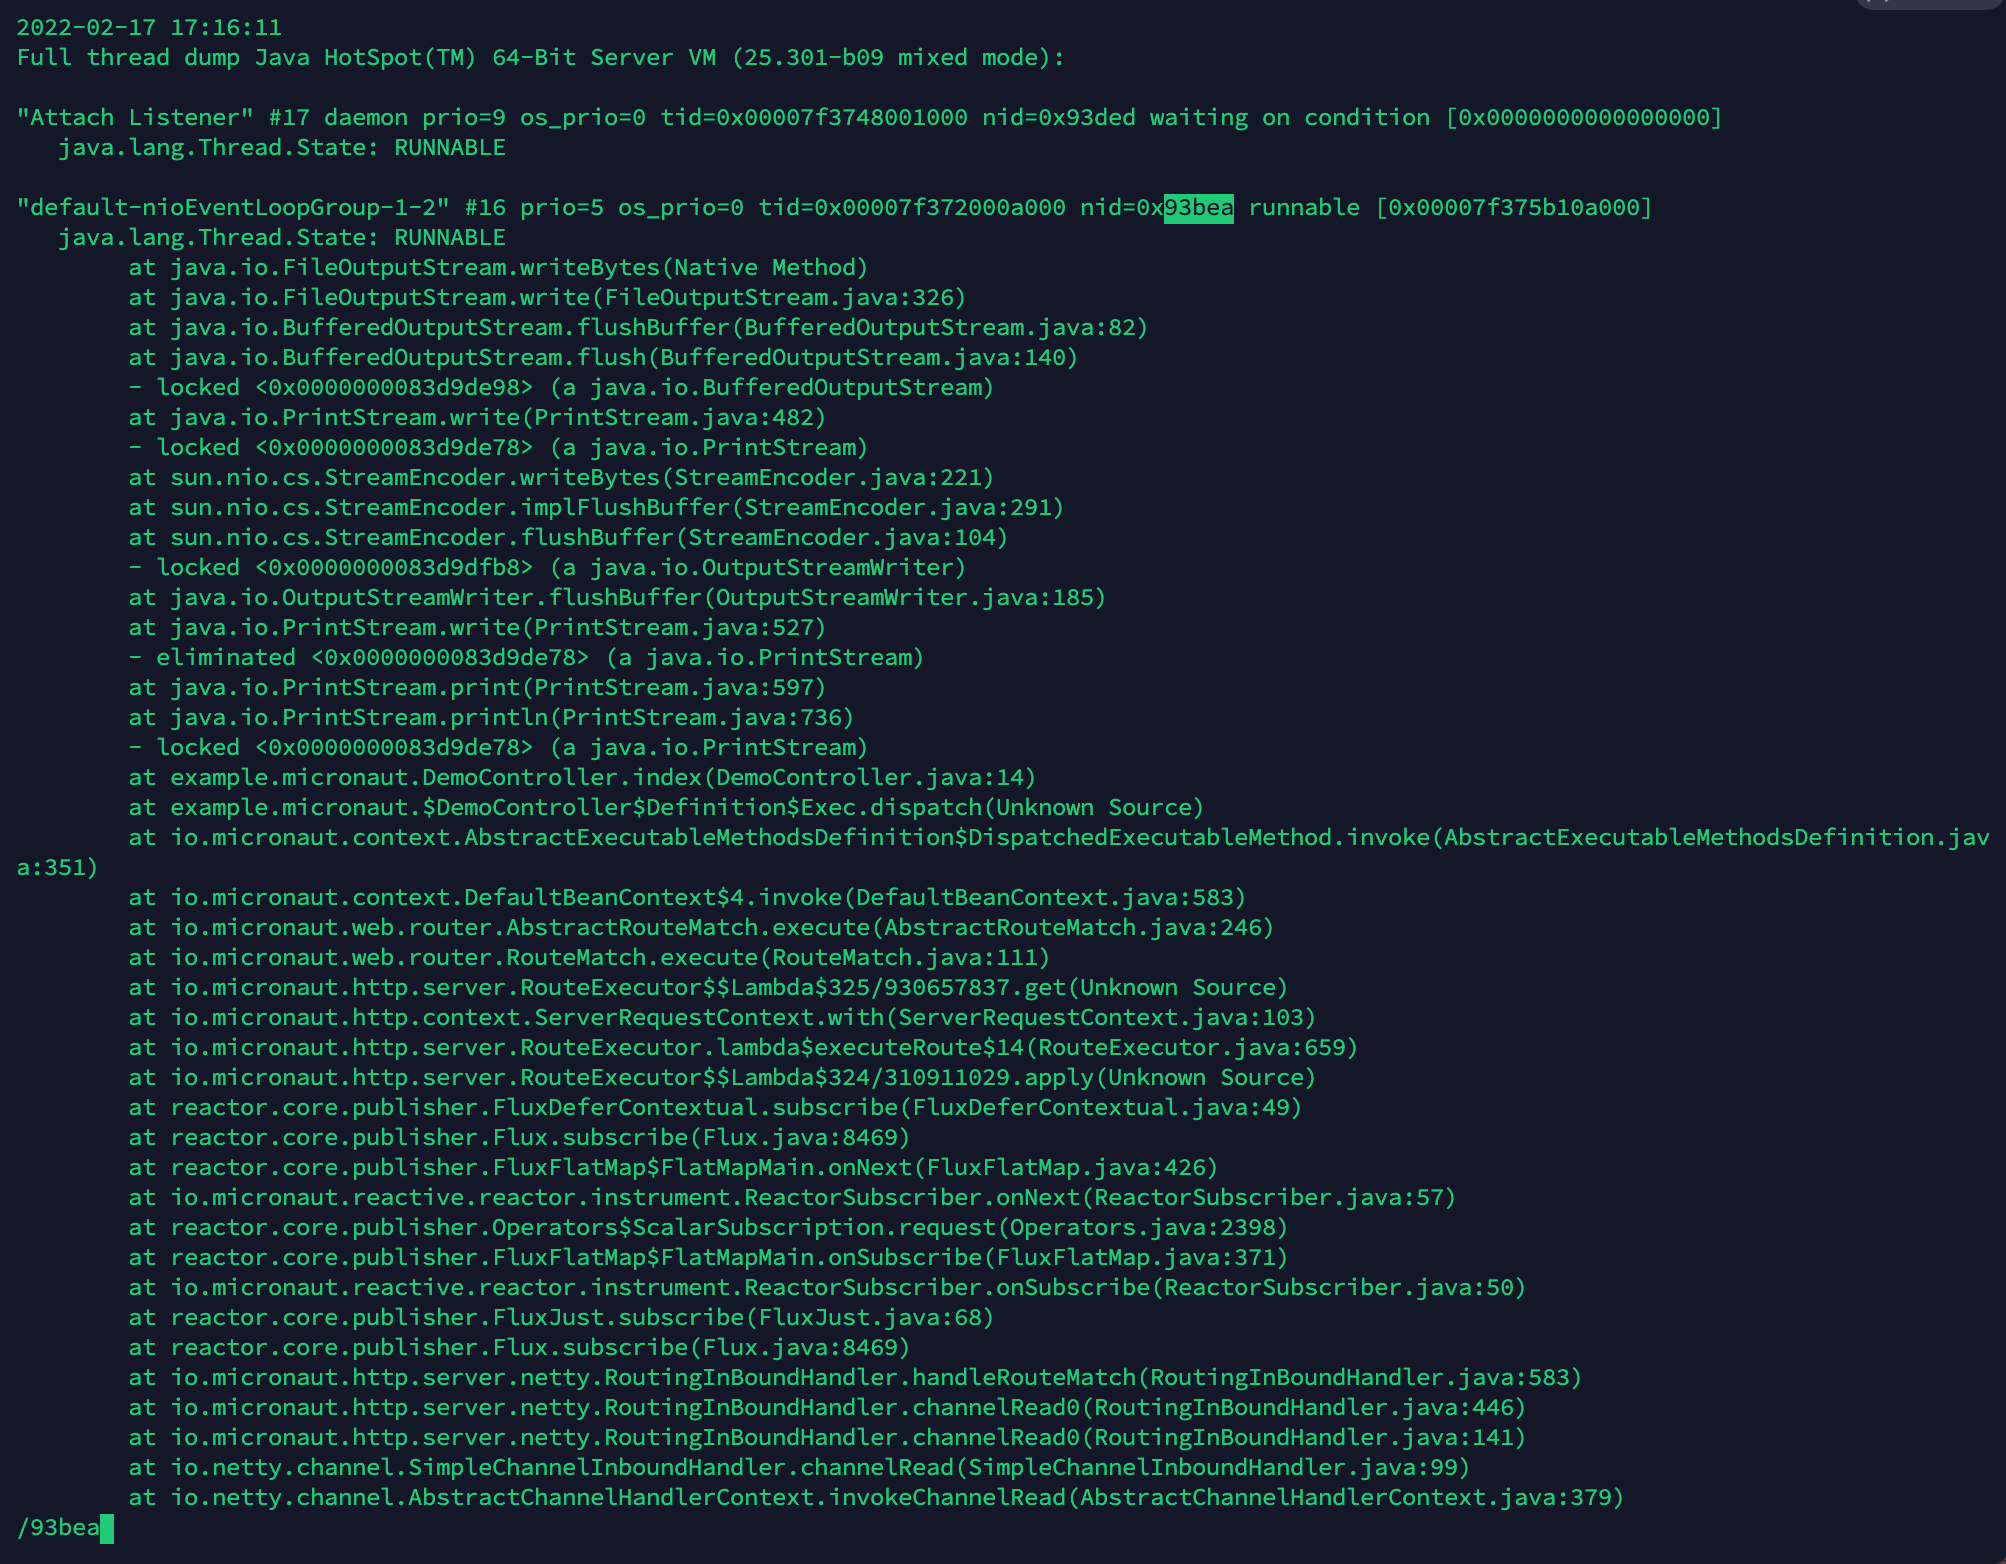 2022-02-17 17:16:11
Full thread dump Java HotSpot(TM) 64-Bit Server VM (25.301-b09 mixed mode):

"Attach Listener" #17 daemon prio=9 os_prio=0 tid=0x00007f3748001000 nid=0x93ded waiting on condition [0x0000000000000000]
   java.lang.Thread.State: RUNNABLE

"default-nioEventLoopGroup-1-2" #16 prio=5 os_prio=0 tid=0x00007f372000a000 nid=0x93bea runnable [0x00007f375b10a000]
   java.lang.Thread.State: RUNNABLE
        at java.io.FileOutputStream.writeBytes(Native Method)
        at java.io.FileOutputStream.write(FileOutputStream.java:326)
        at java.io.BufferedOutputStream.flushBuffer(BufferedOutputStream.java:82)
        at java.io.BufferedOutputStream.flush(BufferedOutputStream.java:140)
        - locked <0x0000000083d9de98> (a java.io.BufferedOutputStream)
        at java.io.PrintStream.write(PrintStream.java:482)
        - locked <0x0000000083d9de78> (a java.io.PrintStream)
        at sun.nio.cs.StreamEncoder.writeBytes(StreamEncoder.java:221)
        at sun.nio.cs.StreamEncoder.implFlushBuffer(StreamEncoder.java:291)
        at sun.nio.cs.StreamEncoder.flushBuffer(StreamEncoder.java:104)
        - locked <0x0000000083d9dfb8> (a java.io.OutputStreamWriter)
        at java.io.OutputStreamWriter.flushBuffer(OutputStreamWriter.java:185)
        at java.io.PrintStream.write(PrintStream.java:527)
        - eliminated <0x0000000083d9de78> (a java.io.PrintStream)
        at java.io.PrintStream.print(PrintStream.java:597)
        at java.io.PrintStream.println(PrintStream.java:736)
        - locked <0x0000000083d9de78> (a java.io.PrintStream)
        at example.micronaut.DemoController.index(DemoController.java:14)
        at example.micronaut.$DemoController$Definition$Exec.dispatch(Unknown Source)
        at io.micronaut.context.AbstractExecutableMethodsDefinition$DispatchedExecutableMethod.invoke(AbstractExecutableMethodsDefinition.jav
a:351)
        at io.micronaut.context.DefaultBeanContext$4.invoke(DefaultBeanContext.java:583)
        at io.micronaut.web.router.AbstractRouteMatch.execute(AbstractRouteMatch.java:246)
        at io.micronaut.web.router.RouteMatch.execute(RouteMatch.java:111)
        at io.micronaut.http.server.RouteExecutor$$Lambda$325/930657837.get(Unknown Source)
        at io.micronaut.http.context.ServerRequestContext.with(ServerRequestContext.java:103)
        at io.micronaut.http.server.RouteExecutor.lambda$executeRoute$14(RouteExecutor.java:659)
        at io.micronaut.http.server.RouteExecutor$$Lambda$324/310911029.apply(Unknown Source)
        at reactor.core.publisher.FluxDeferContextual.subscribe(FluxDeferContextual.java:49)
        at reactor.core.publisher.Flux.subscribe(Flux.java:8469)
        at reactor.core.publisher.FluxFlatMap$FlatMapMain.onNext(FluxFlatMap.java:426)
        at io.micronaut.reactive.reactor.instrument.ReactorSubscriber.onNext(ReactorSubscriber.java:57)
        at reactor.core.publisher.Operators$ScalarSubscription.request(Operators.java:2398)
        at reactor.core.publisher.FluxFlatMap$FlatMapMain.onSubscribe(FluxFlatMap.java:371)
        at io.micronaut.reactive.reactor.instrument.ReactorSubscriber.onSubscribe(ReactorSubscriber.java:50)
        at reactor.core.publisher.FluxJust.subscribe(FluxJust.java:68)
        at reactor.core.publisher.Flux.subscribe(Flux.java:8469)
        at io.micronaut.http.server.netty.RoutingInBoundHandler.handleRouteMatch(RoutingInBoundHandler.java:583)
        at io.micronaut.http.server.netty.RoutingInBoundHandler.channelRead0(RoutingInBoundHandler.java:446)
        at io.micronaut.http.server.netty.RoutingInBoundHandler.channelRead0(RoutingInBoundHandler.java:141)
        at io.netty.channel.SimpleChannelInboundHandler.channelRead(SimpleChannelInboundHandler.java:99)
        at io.netty.channel.AbstractChannelHandlerContext.invokeChannelRead(AbstractChannelHandlerContext.java:379)
/93bea